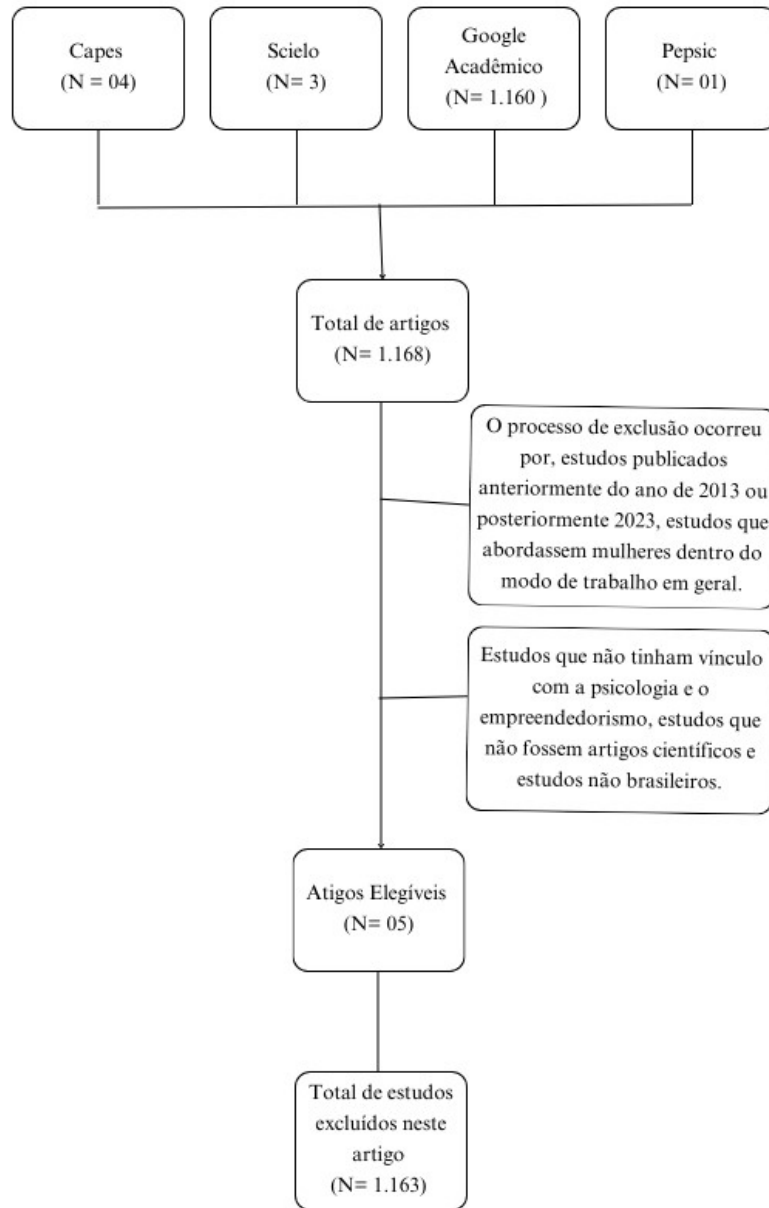 Capes
(N = 04)
Scielo
(N= 3)
Google
Acadêmico
(N= 1.160 )
Pepsic
(N= 01)
Total de artigos
(N= 1.168)
O processo de exclusão ocorreu
por, estudos publicados
anteriormente do ano de 2013 ou
posteriormente 2023, estudos que
abordassem mulheres dentro do
modo de trabalho em geral.
Estudos que não tinham vínculo
com a psicologia e o
empreendedorismo, estudos que
não fossem artigos científicos e
estudos não brasileiros.
Atigos Elegíveis
(N= 05)
Total de estudos
excluídos neste
artigo
(N= 1.163)